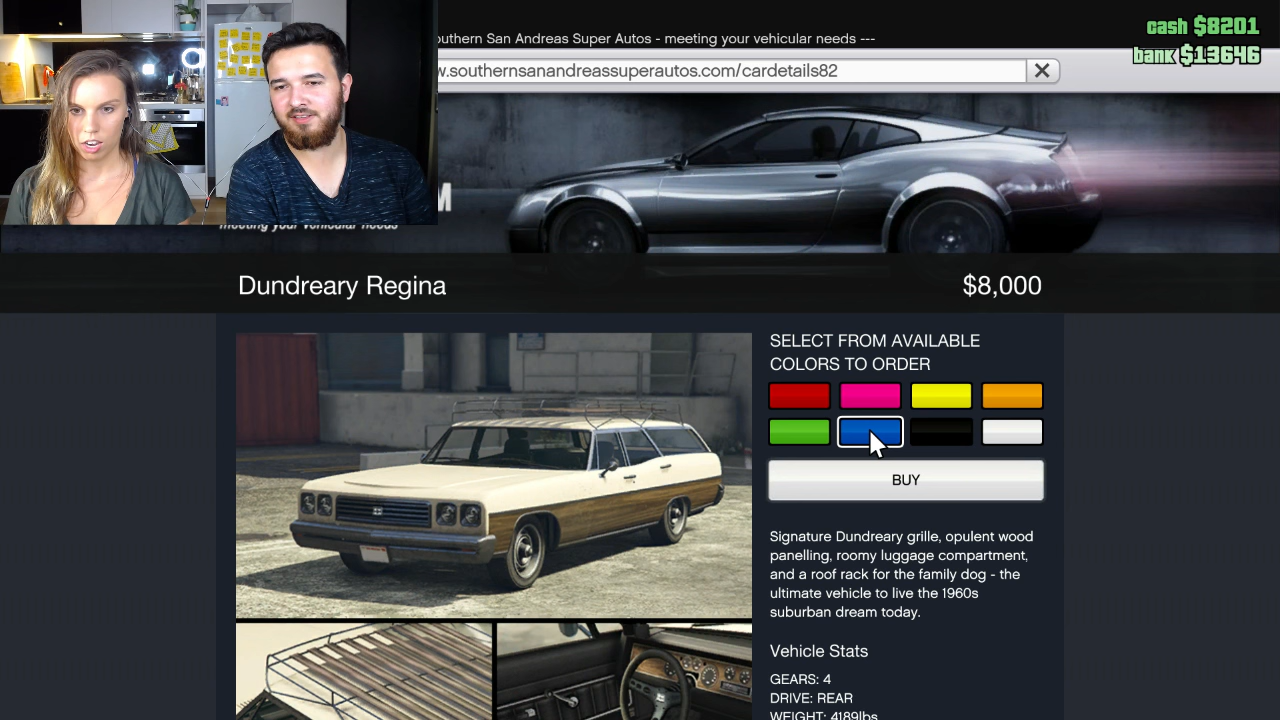 outhern San Andreas Super Autos - meeting your vehicular needs ---
cash $8201
bank $13646
w.southernsanandreassuperautos.com/cardetails82
M
meeting your vehicular needs
Dundreary Regina
$8,000
SELECT FROM AVAILABLE
COLORS TO ORDER
BUY
Signature Dundreary grille, opulent wood
panelling, roomy luggage compartment,
and a roof rack for the family dog - the
ultimate vehicle to live the 1960s
suburban dream today.
Vehicle Stats
GEARS: 4
DRIVE: REAR
WEIGHT: 4189lbs